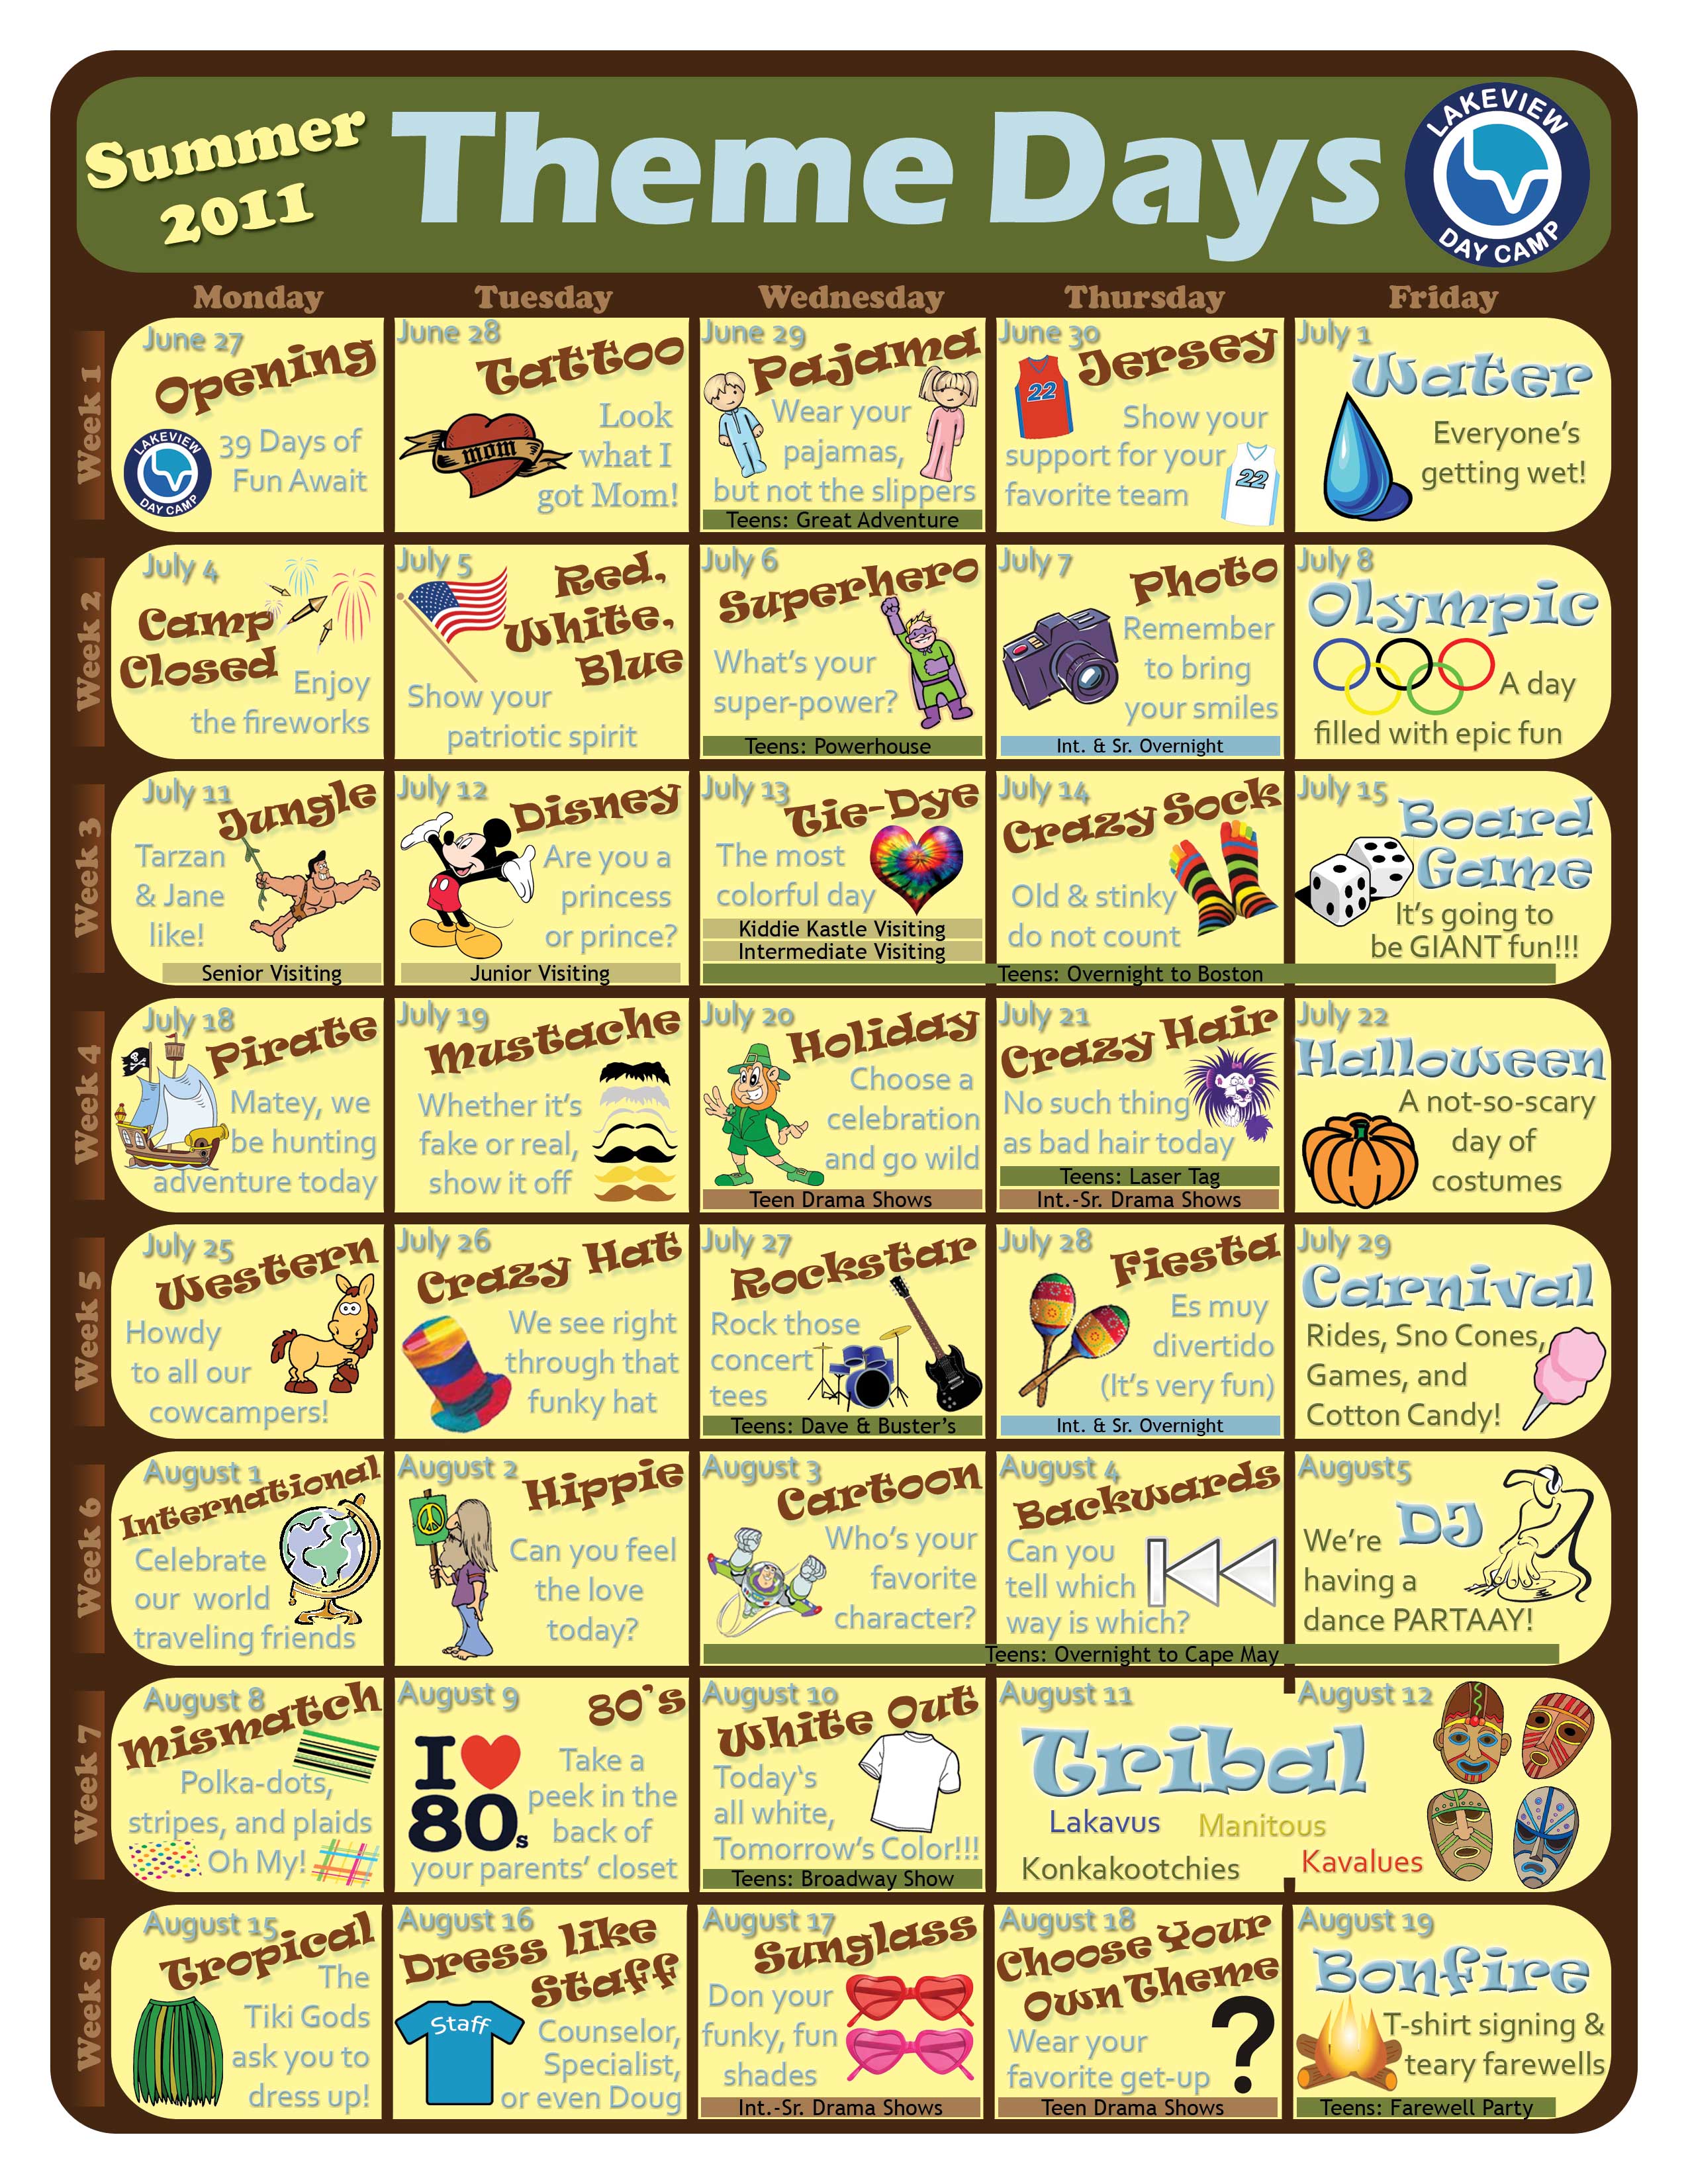 Summer
2011
Theme Days
LAKEVIEW
DAY CAMP
Monday
Tuesday
Wednesday
Thursday
Friday
Week 1
June 27
Opening
LAKEVIEW
DAY CAMP
39 Days of
Fun Await
June 28
Tattoo
mom
Look
what I
got Mom!
June 29
Pajama
Wear your
pajamas,
but not the slippers
Teens: Great Adventure
June 30
Jersey
22
Show your
support for your
22
favorite team
July 1
Water
Everyone's
getting wet!
Week 2
July 4
Camp
Closed
Enjoy
the fireworks
July 5
Red,
White,
Blue
Show your
patriotic spirit
July 6
Superhero
What's your
super-power?
Teens: Powerhouse
July 7
Photo
Remember
to bring
your smiles
Int. & Sr. Overnight
July 8
Olympic
A day
filled with epic fun
Week 3
July 11
Jungle
Tarzan
& Jane
like!
Senior Visiting
July 12
Disney
Are you a
princess
or prince?
Junior Visiting
July 13
Tie-Dye
The most
colorful day
Kiddie Kastle Visiting
Intermediate Visiting
July 14
Crazy Sock
Old & stinky
do not count
Teens: Overnight to Boston
July 15
Board
Game
It's going to
be GIANT fun!!!
Week 4
July 18
Pirate
Matey, we
be hunting
adventure today
July 19
Mustache
Whether it's
fake or real,
show it off
July 20
Holiday
Choose a
celebration
and go wild
Teen Drama Shows
July 21
Crazy Hair
No such thing
as bad hair today
Teens: Laser Tag
Int.-Sr. Drama Shows
July 22
Halloween
A not-so-scary
day of
costumes
Week 5
July 25
Western
Howdy
to all our
cowcampers!
July 26
Crazy Hat
We see right
through that
funky hat
July 27
Rockstar
Rock those
concert
tees
Teens: Dave & Buster's
July 28
Fiesta
Es muy
divertido
(It's very fun)
Int. & Sr. Overnight
July 29
Carnival
Rides, Sno Cones,
Games, and
Cotton Candy!
Week 6
August 1
International
Celebrate
our world
traveling friends
August 2
Hippie
Can you feel
the love
today?
August 3
Cartoon
Who's your
favorite
character?
August 4
Backwards
Can you
tell which
way is which?
Teens: Overnight to Cape May
August5
DJ
We're
having a
dance PARTAAY!
Week 7
August 8
Mismatch
Polka-dots,
stripes, and plaids
Oh My!
August 9
80's
I
80s
Take a
peek in the
back of
your parents' closet
August 10
White Out
Today's
all white,
Tomorrow's Color!!!
Teens: Broadway Show
August 11
August 12
Tribal
Lakavus
Manitous
Konkakootchies
Kavalues
Week 8
August 15
Tropical
The
Tiki Gods
ask you to
dress up!
August 16
Dress like
Staff
Staff
Counselor,
Specialist,
or even Doug
August 17
Sunglass
Don your
funky, fun
shades
Int.-Sr. Drama Shows
August 18
Choose Your
Own Theme
Wear your
favorite get-up
?
Teen Drama Shows
August 19
Bonfire
T-shirt signing &
teary farewells
Teens: Farewell Party